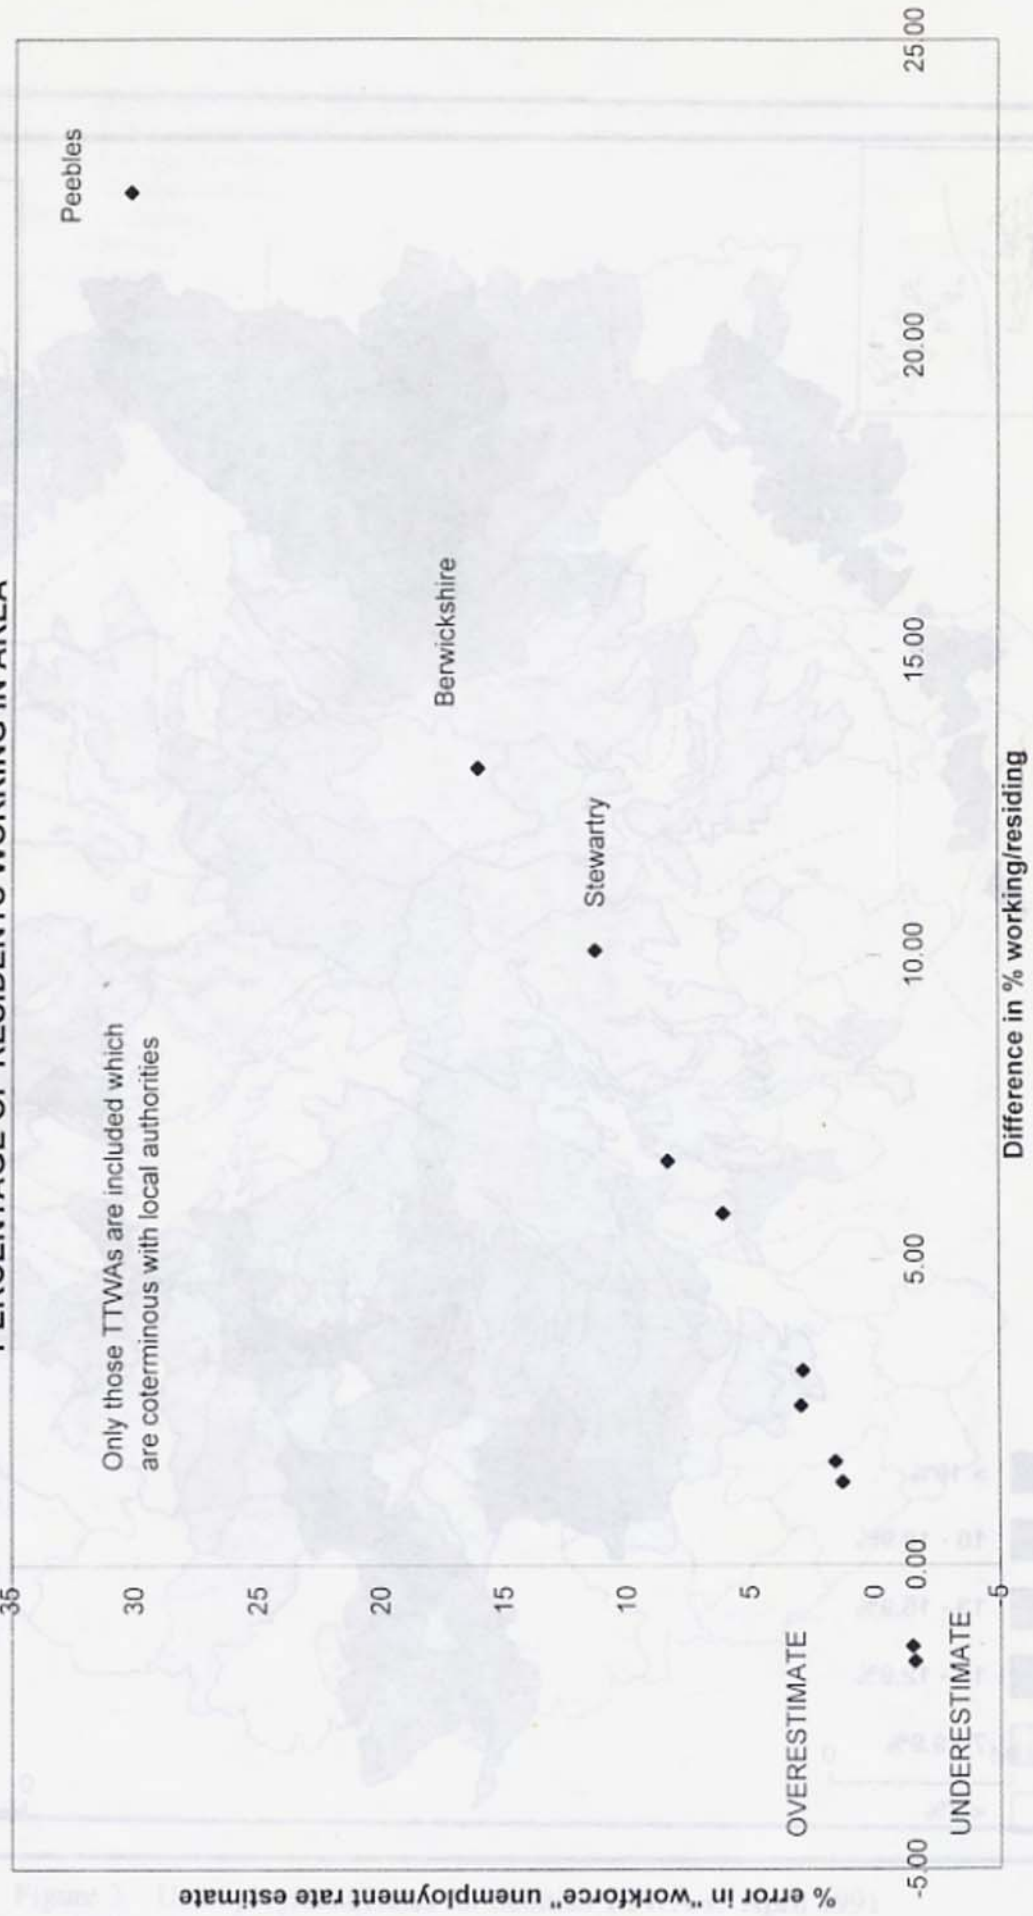 PERCENTAGE OF RESIDENTS WORKING IN AREA
Only those TTWAs are included which
are coterminous with local authorities
Peebles
Berwickshire
Stewartry
35
30
25
20
15
10
5
0
-5
OVERESTIMATE
UNDERESTIMATE
-5.00
0.00
5.00
10.00
15.00
20.00
25.00
Difference in % working/residing
% error in "workforce" unemployment rate estimate